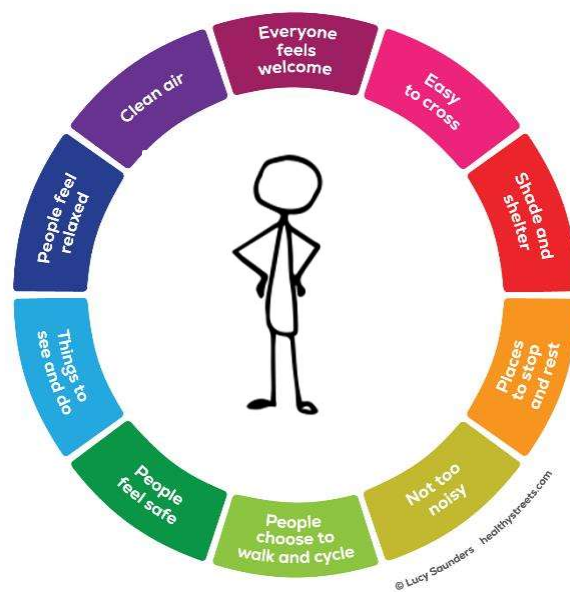 Everyone
feels
welcome
Easy
to cross
Shade and
shelter
Places
to stop
and rest
Not too
noisy
People
choose to
walk and cycle
People
feel safe
Things to
see and do
People feel
relaxed
Clean air
© Lucy Saunders healthystreets.com